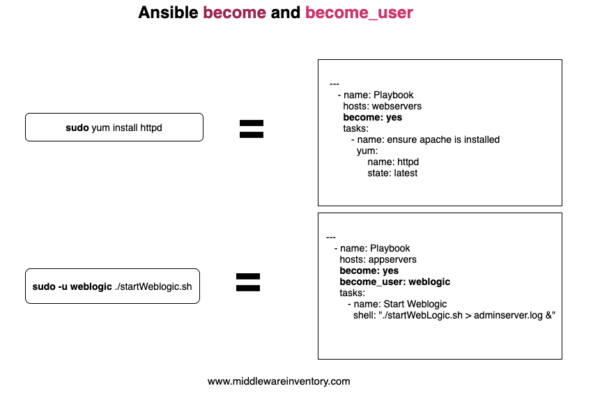 Ansible become and become_user
sudo yum install httpd
=
---
- name: Playbook
hosts: webservers
become: yes
tasks:
- name: ensure apache is installed
yum:
name: httpd
state: latest
sudo -u weblogic ./startWeblogic.sh
=
---
- name: Playbook
hosts: appservers
become: yes
become_user: weblogic
tasks:
- name: Start Weblogic
shell: "./startWebLogic.sh > adminserver.log &"
www.middlewareinventory.com